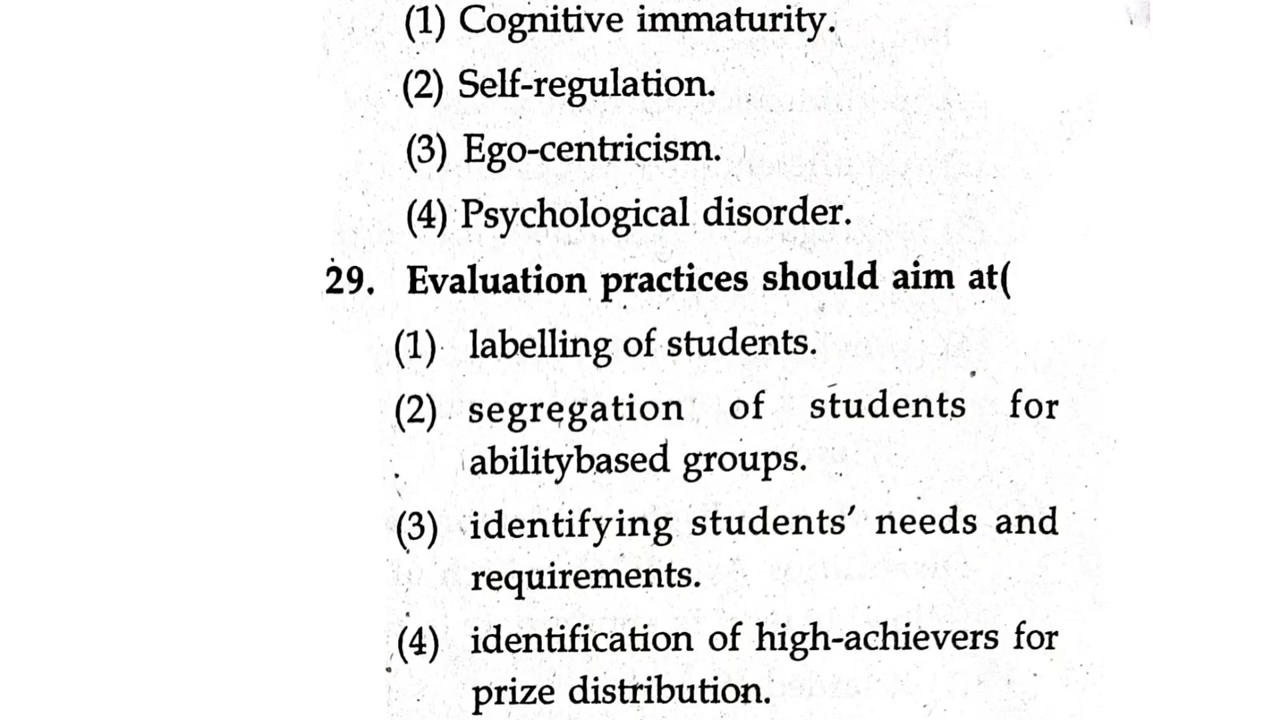 (1) Cognitive immaturity.
(2) Self-regulation.
(3) Ego-centricism.
(4) Psychological disorder.
29. Evaluation practices should aim at(
(1) labelling of students.
(2) segregation of students for
abilitybased groups.
(3) identifying students' needs and
requirements.
(4) identification of high-achievers for
prize distribution.